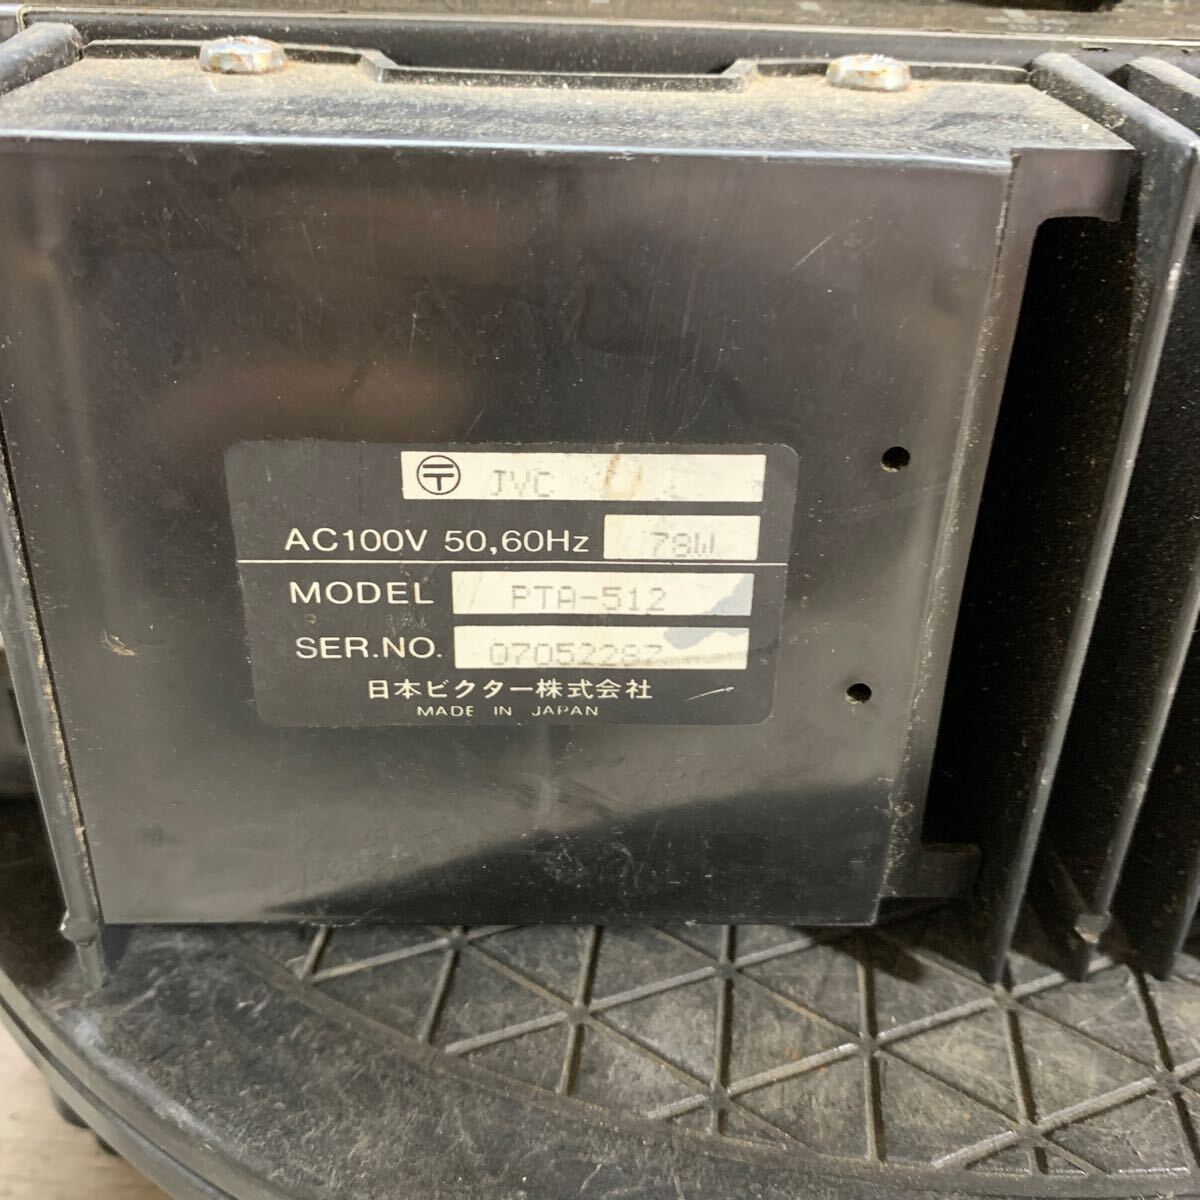 〒 JVC
AC100V 50,60Hz 78W
MODEL PTA-512
SER.NO. 07052287
日本ビクター株式会社
MADE IN JAPAN